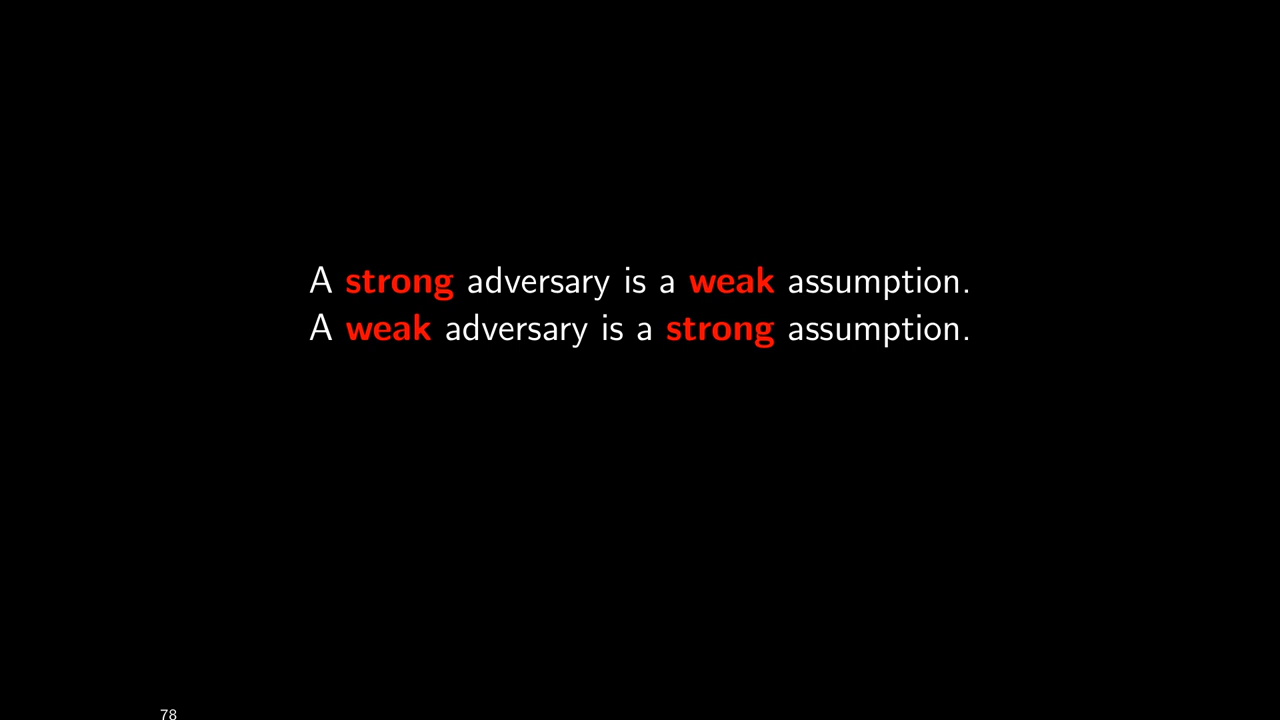 A strong adversary is a weak assumption.
A weak adversary is a strong assumption.
78